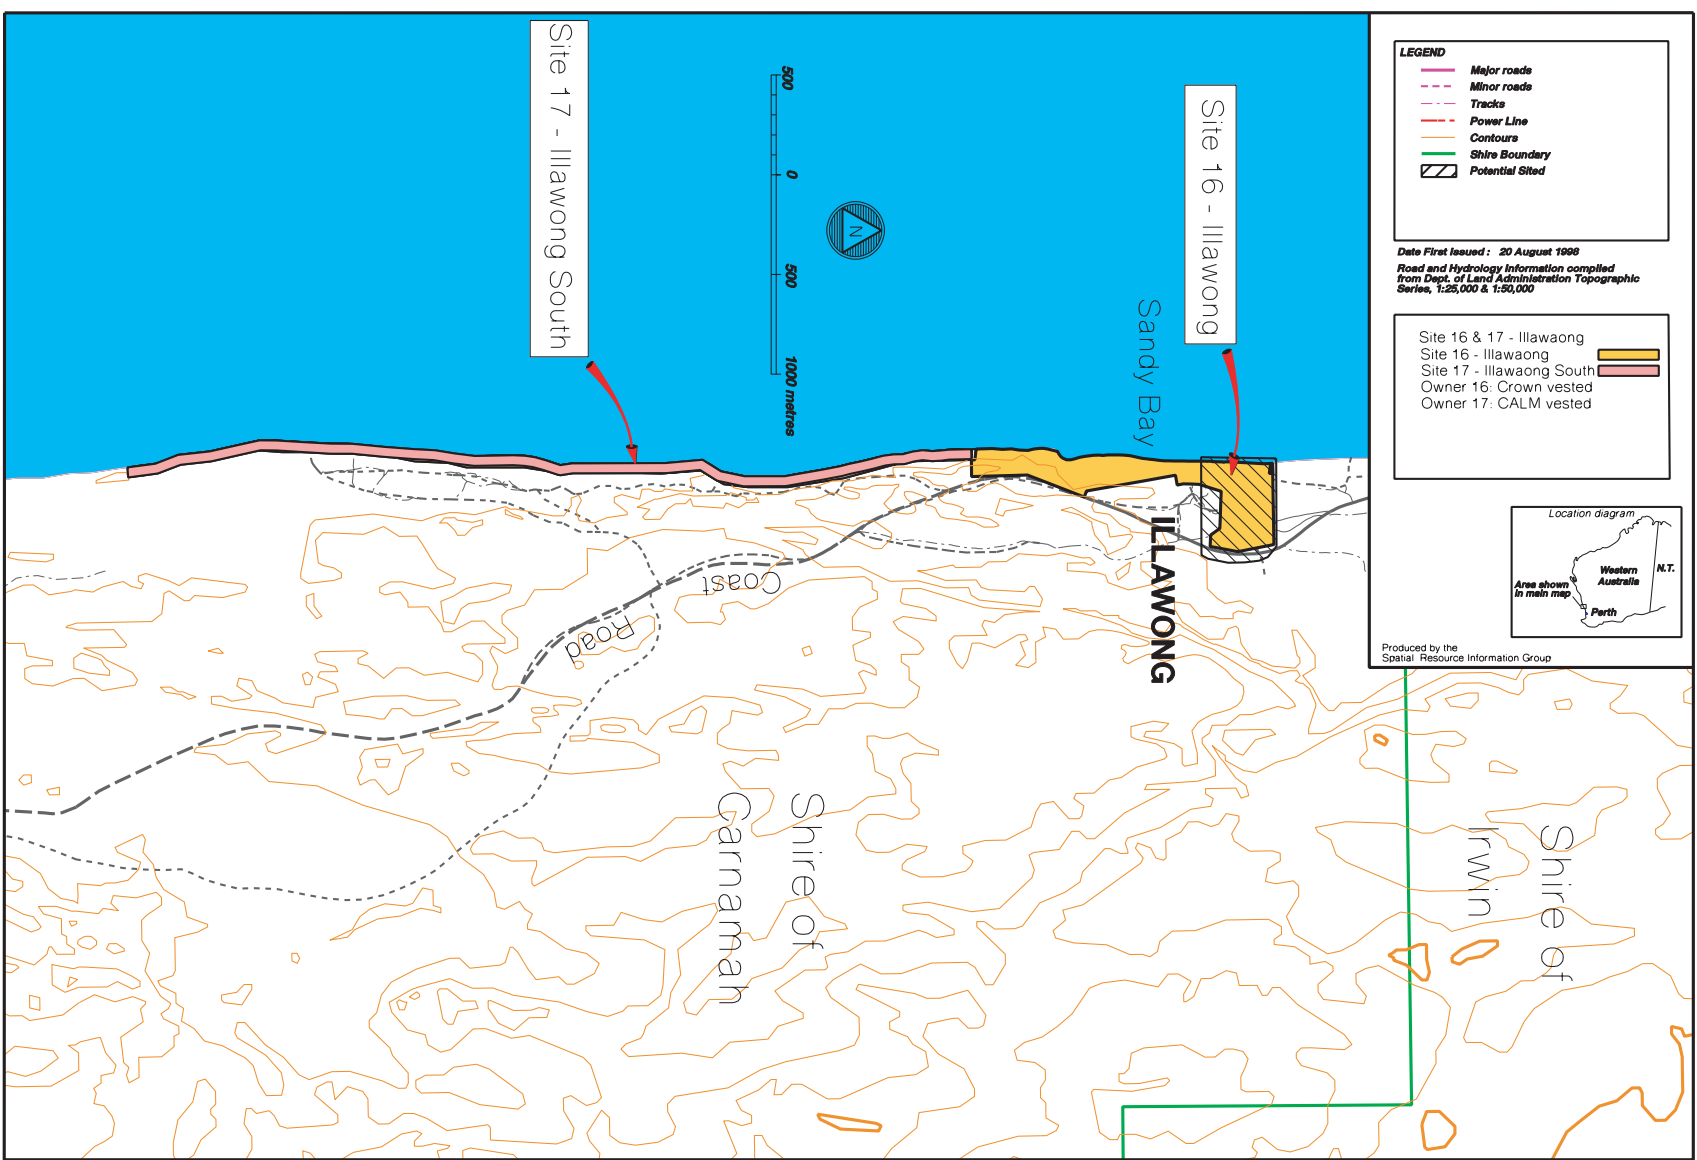 LEGEND
Major roads
Minor roads
Tracks
Power Line
Contours
Shire Boundary
Potential Sited
Date First Issued : 20 August 1998
Road and Hydrology Information compiled
from Dept. of Land Administration Topographic
Series, 1:25,000 & 1:50,000
Site 16 & 17 - Illawaong
Site 16 - Illawaong
Site 17 - Illawaong South
Owner 16: Crown vested
Owner 17: CALM vested
Location diagram
Western
Australia
N.T.
Area shown
in main map
Perth
Produced by the
Spatial Resource Information Group
Site 17 - Illawong South
500
0
500
1000 metres
N
Site 16 - Illawong
Sandy Bay
ILLAWONG
Coast
Road
Shire of
Carnamah
Shire of
Irwin